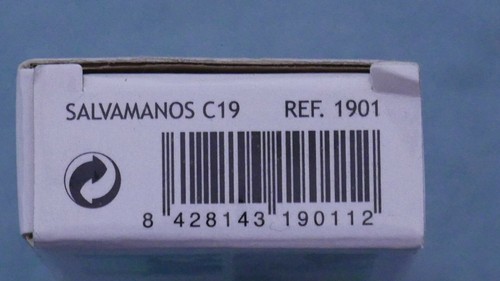 SALVAMANOS C19 REF. 1901
8 428143 190112